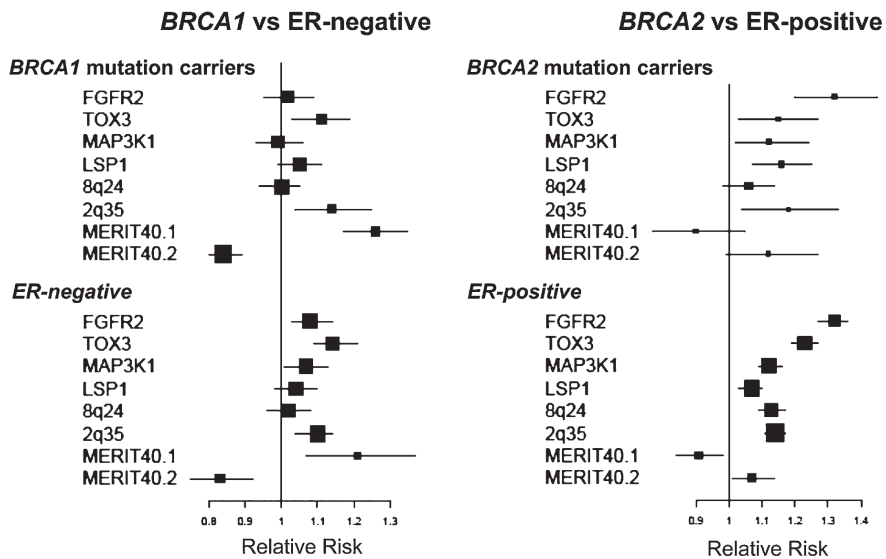 BRCA1 vs ER-negative
BRCA1 mutation carriers
FGFR2
TOX3
MAP3K1
LSP1
8q24
2q35
MERIT40.1
MERIT40.2
ER-negative
FGFR2
TOX3
MAP3K1
LSP1
8q24
2q35
MERIT40.1
MERIT40.2
0.8 0.9 1 1.1 1.2 1.3
Relative Risk
BRCA2 vs ER-positive
BRCA2 mutation carriers
FGFR2
TOX3
MAP3K1
LSP1
8q24
2q35
MERIT40.1
MERIT40.2
ER-positive
FGFR2
TOX3
MAP3K1
LSP1
8q24
2q35
MERIT40.1
MERIT40.2
0.9 1 1.1 1.2 1.3 1.4
Relative Risk